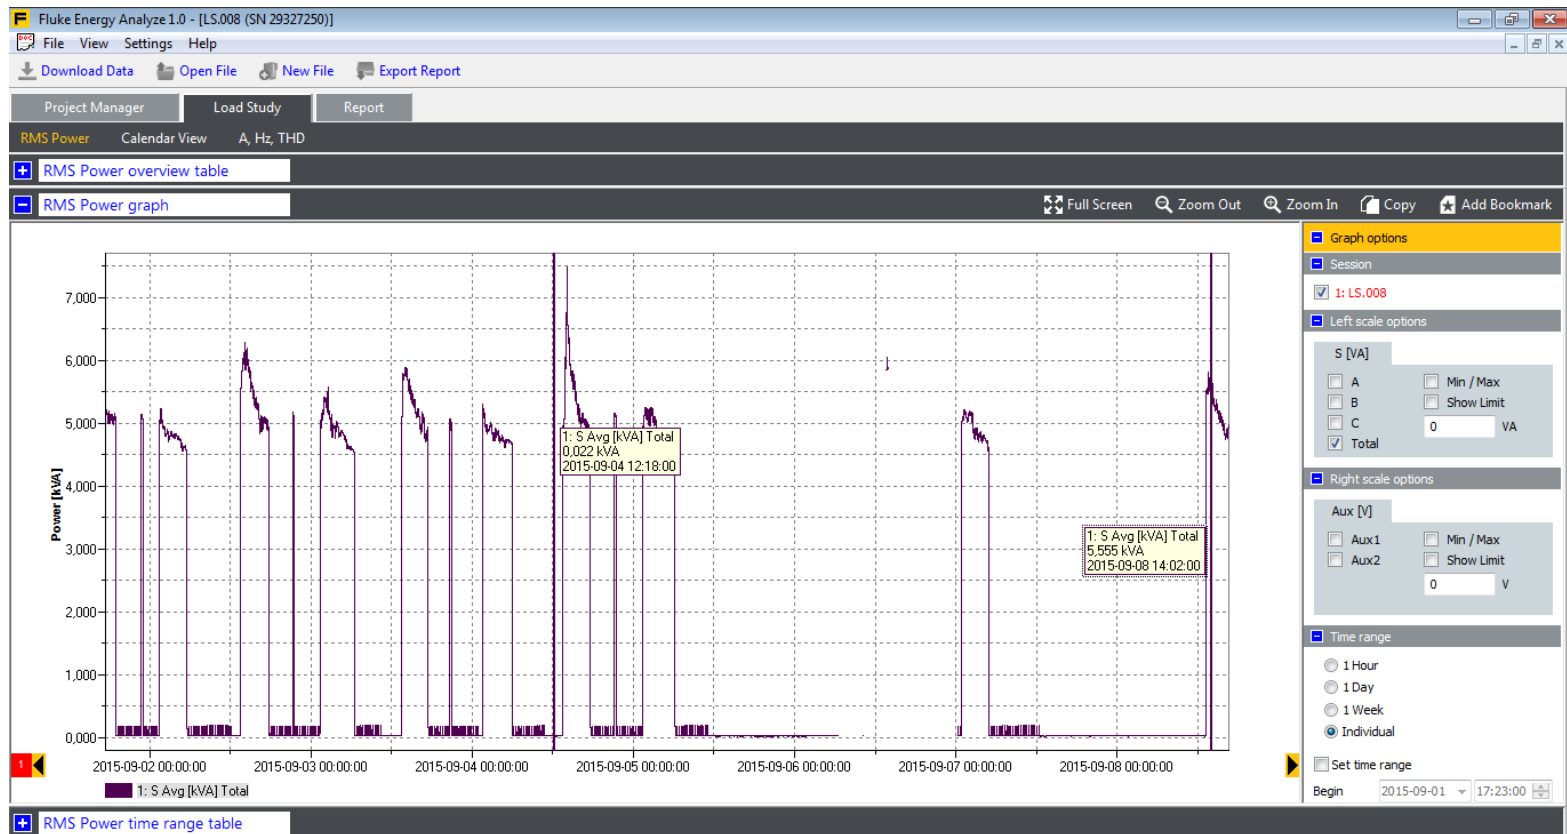 Fluke Energy Analyze 1.0 - [LS.008 (SN 29327250)]
File View Settings Help
Download Data Open File New File Export Report
Project Manager Load Study Report
RMS Power Calendar View A, Hz, THD
RMS Power overview table
RMS Power graph Full Screen Zoom Out Zoom In Copy Add Bookmark
Graph options
Session
1: LS.008
Left scale options
S [VA]
A Min / Max
B Show Limit
C 0 VA
Total
Right scale options
Aux [V]
Aux1 Min / Max
Aux2 Show Limit
0 V
Time range
1 Hour
1 Day
1 Week
Individual
Set time range
Begin 2015-09-01 17:23:00
Power [kVA]
7,000
6,000
5,000
4,000
3,000
2,000
1,000
0,000
1: S Avg [kVA] Total
0,022 kVA
2015-09-04 12:18:00
1: S Avg [kVA] Total
5,555 kVA
2015-09-08 14:02:00
1
2015-09-02 00:00:00 2015-09-03 00:00:00 2015-09-04 00:00:00 2015-09-05 00:00:00 2015-09-06 00:00:00 2015-09-07 00:00:00 2015-09-08 00:00:00
1: S Avg [kVA] Total
RMS Power time range table